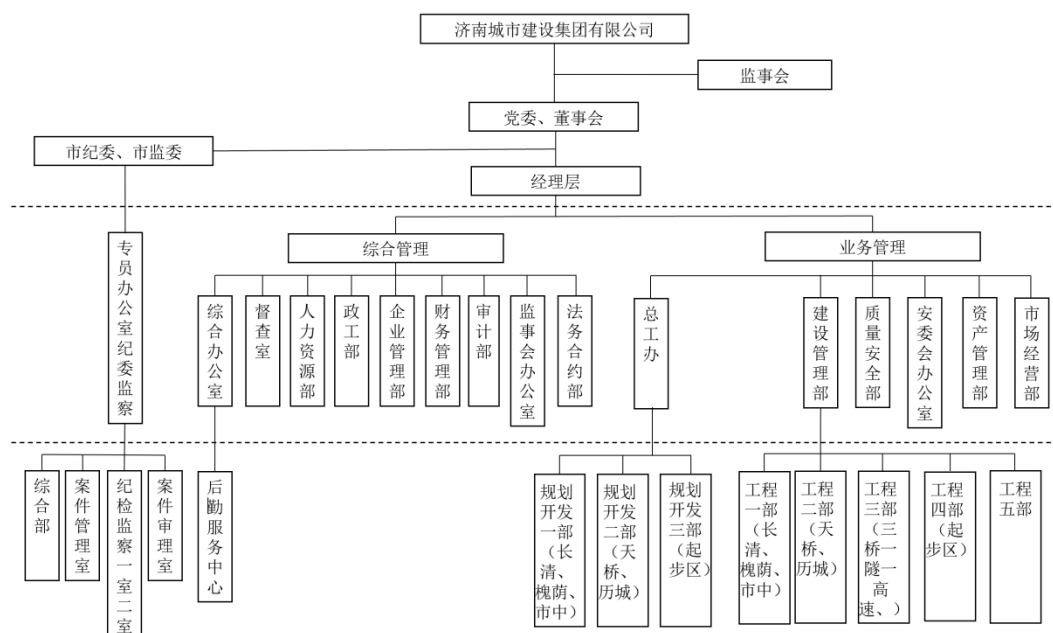 济南城市建设集团有限公司
监事会
党委、董事会
市纪委、市监委
经理层
综合管理
业务管理
专员办公室纪委监察
综合办公室
督查室
人力资源部
政工部
企业管理部
财务管理部
审计部
监事会办公室
法务合约部
总工办
建设管理部
质量安全部
安委会办公室
资产管理部
市场经营部
综合部
案件管理室
纪检监察一室二室
案件审理室
后勤服务中心
规划
开发
一部
（长
清、
槐荫、
市中）
规划
开发
二部
（天
桥、
历城）
规划
开发
三部
（起
步区）
工程
一部
（长
清、
槐荫、
市中）
工程
二部
（天
桥、
历城）
工程
三部
（三
桥一
隧一
高
速、）
工程
四部
（起
步区）
工程
五部